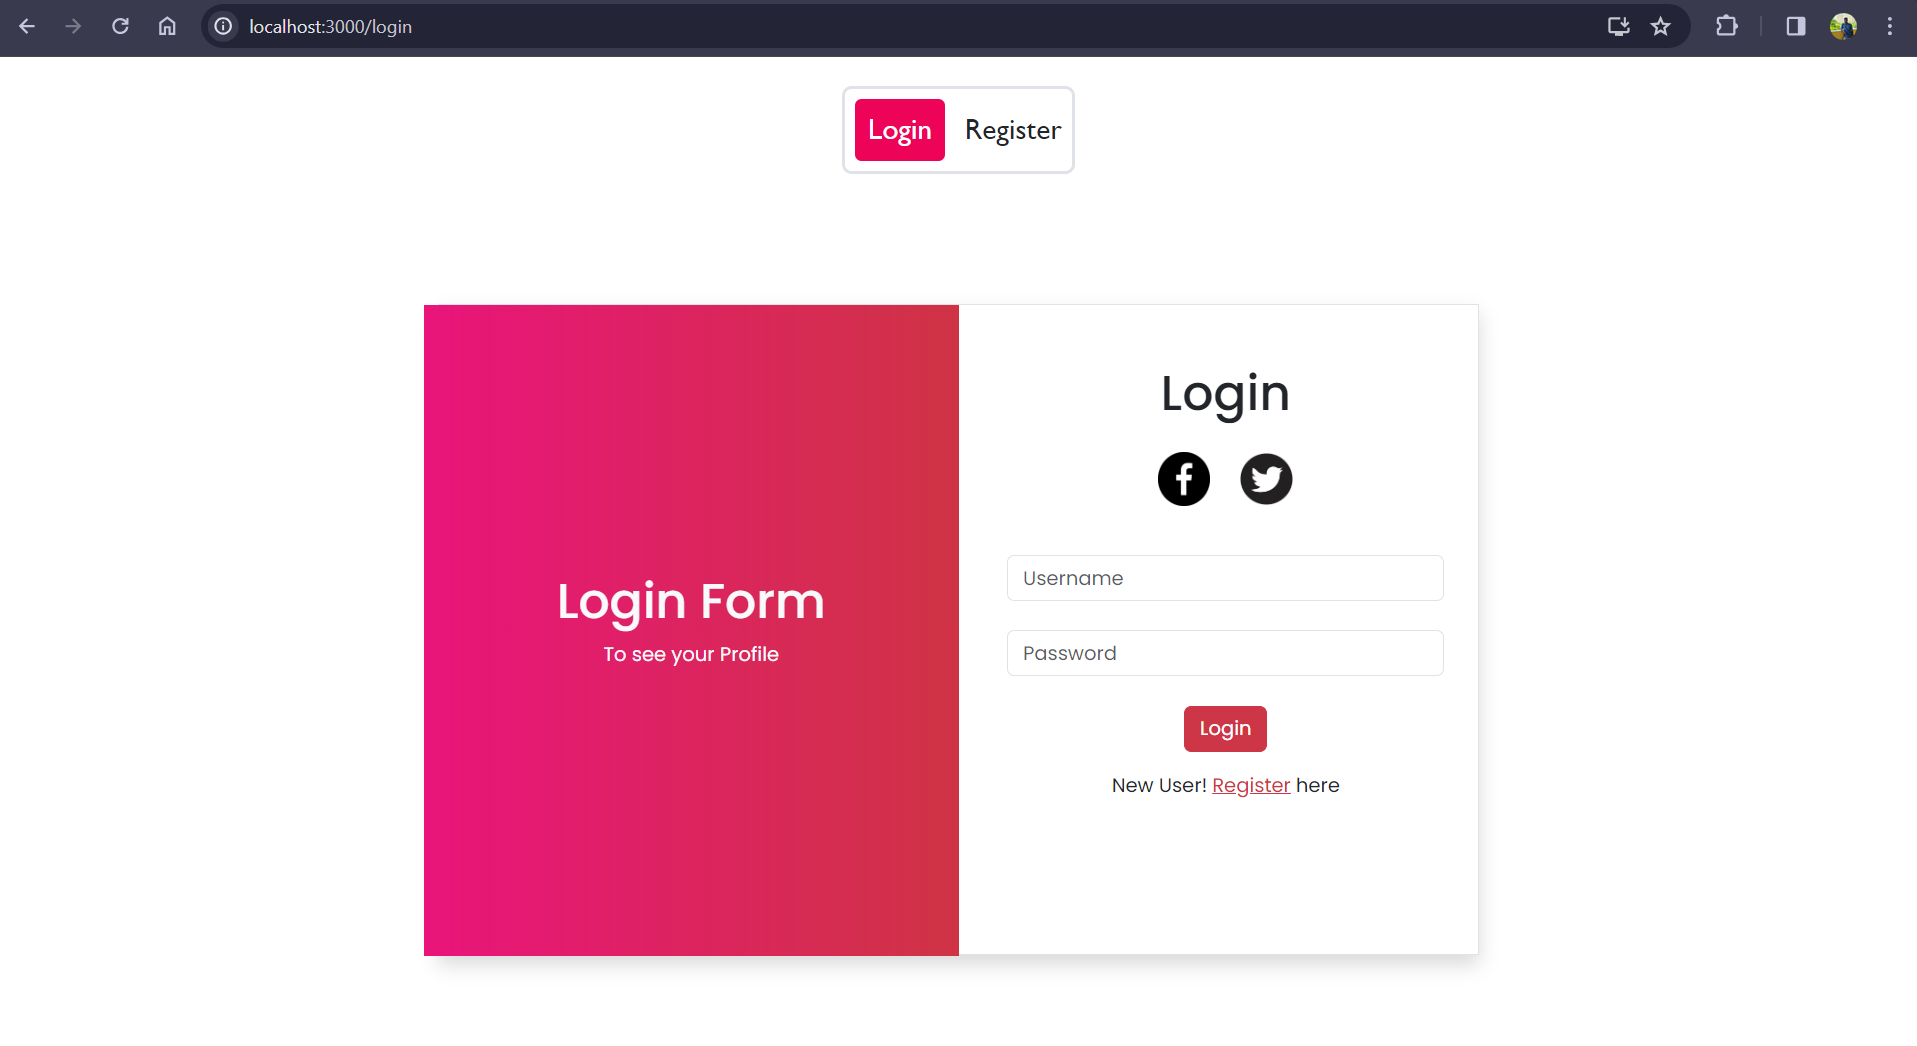 localhost:3000/login
Login Register
Login Form
To see your Profile
Login
Username
Password
Login
New User! Register here